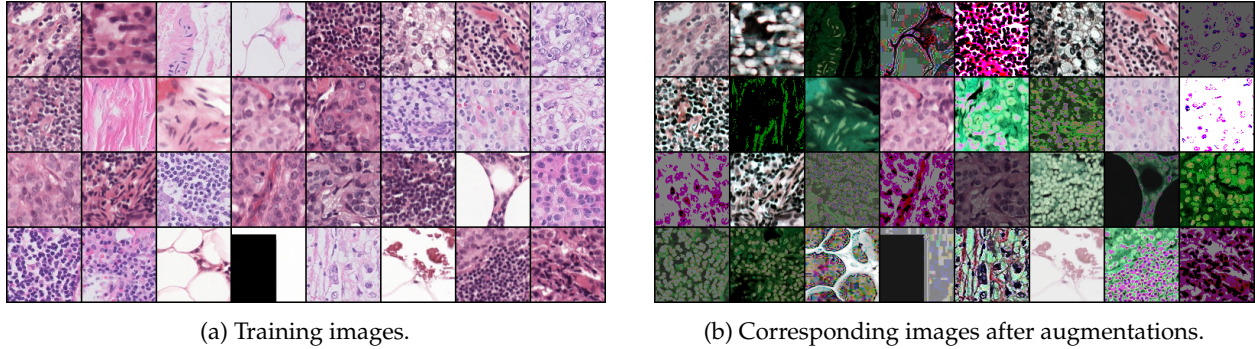 (a) Training images.
(b) Corresponding images after augmentations.